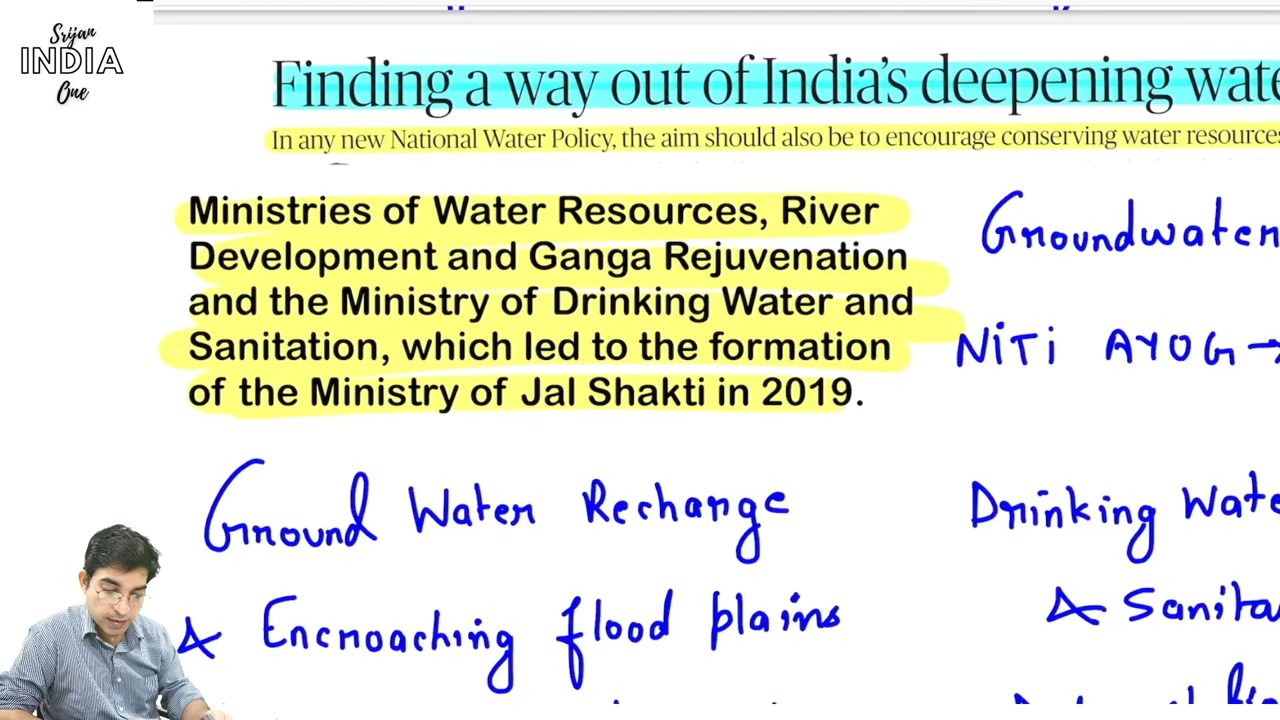 Srijan
INDIA
One
Finding a way out of India's deepening wate
In any new National Water Policy, the aim should also be to encourage conserving water resources
Ministries of Water Resources, River
Development and Ganga Rejuvenation
and the Ministry of Drinking Water and
Sanitation, which led to the formation
of the Ministry of Jal Shakti in 2019.
Groundwater
NiTi AYOG →
Ground Water Recharge
Encroaching flood plains
Drinking Wate
Sanita